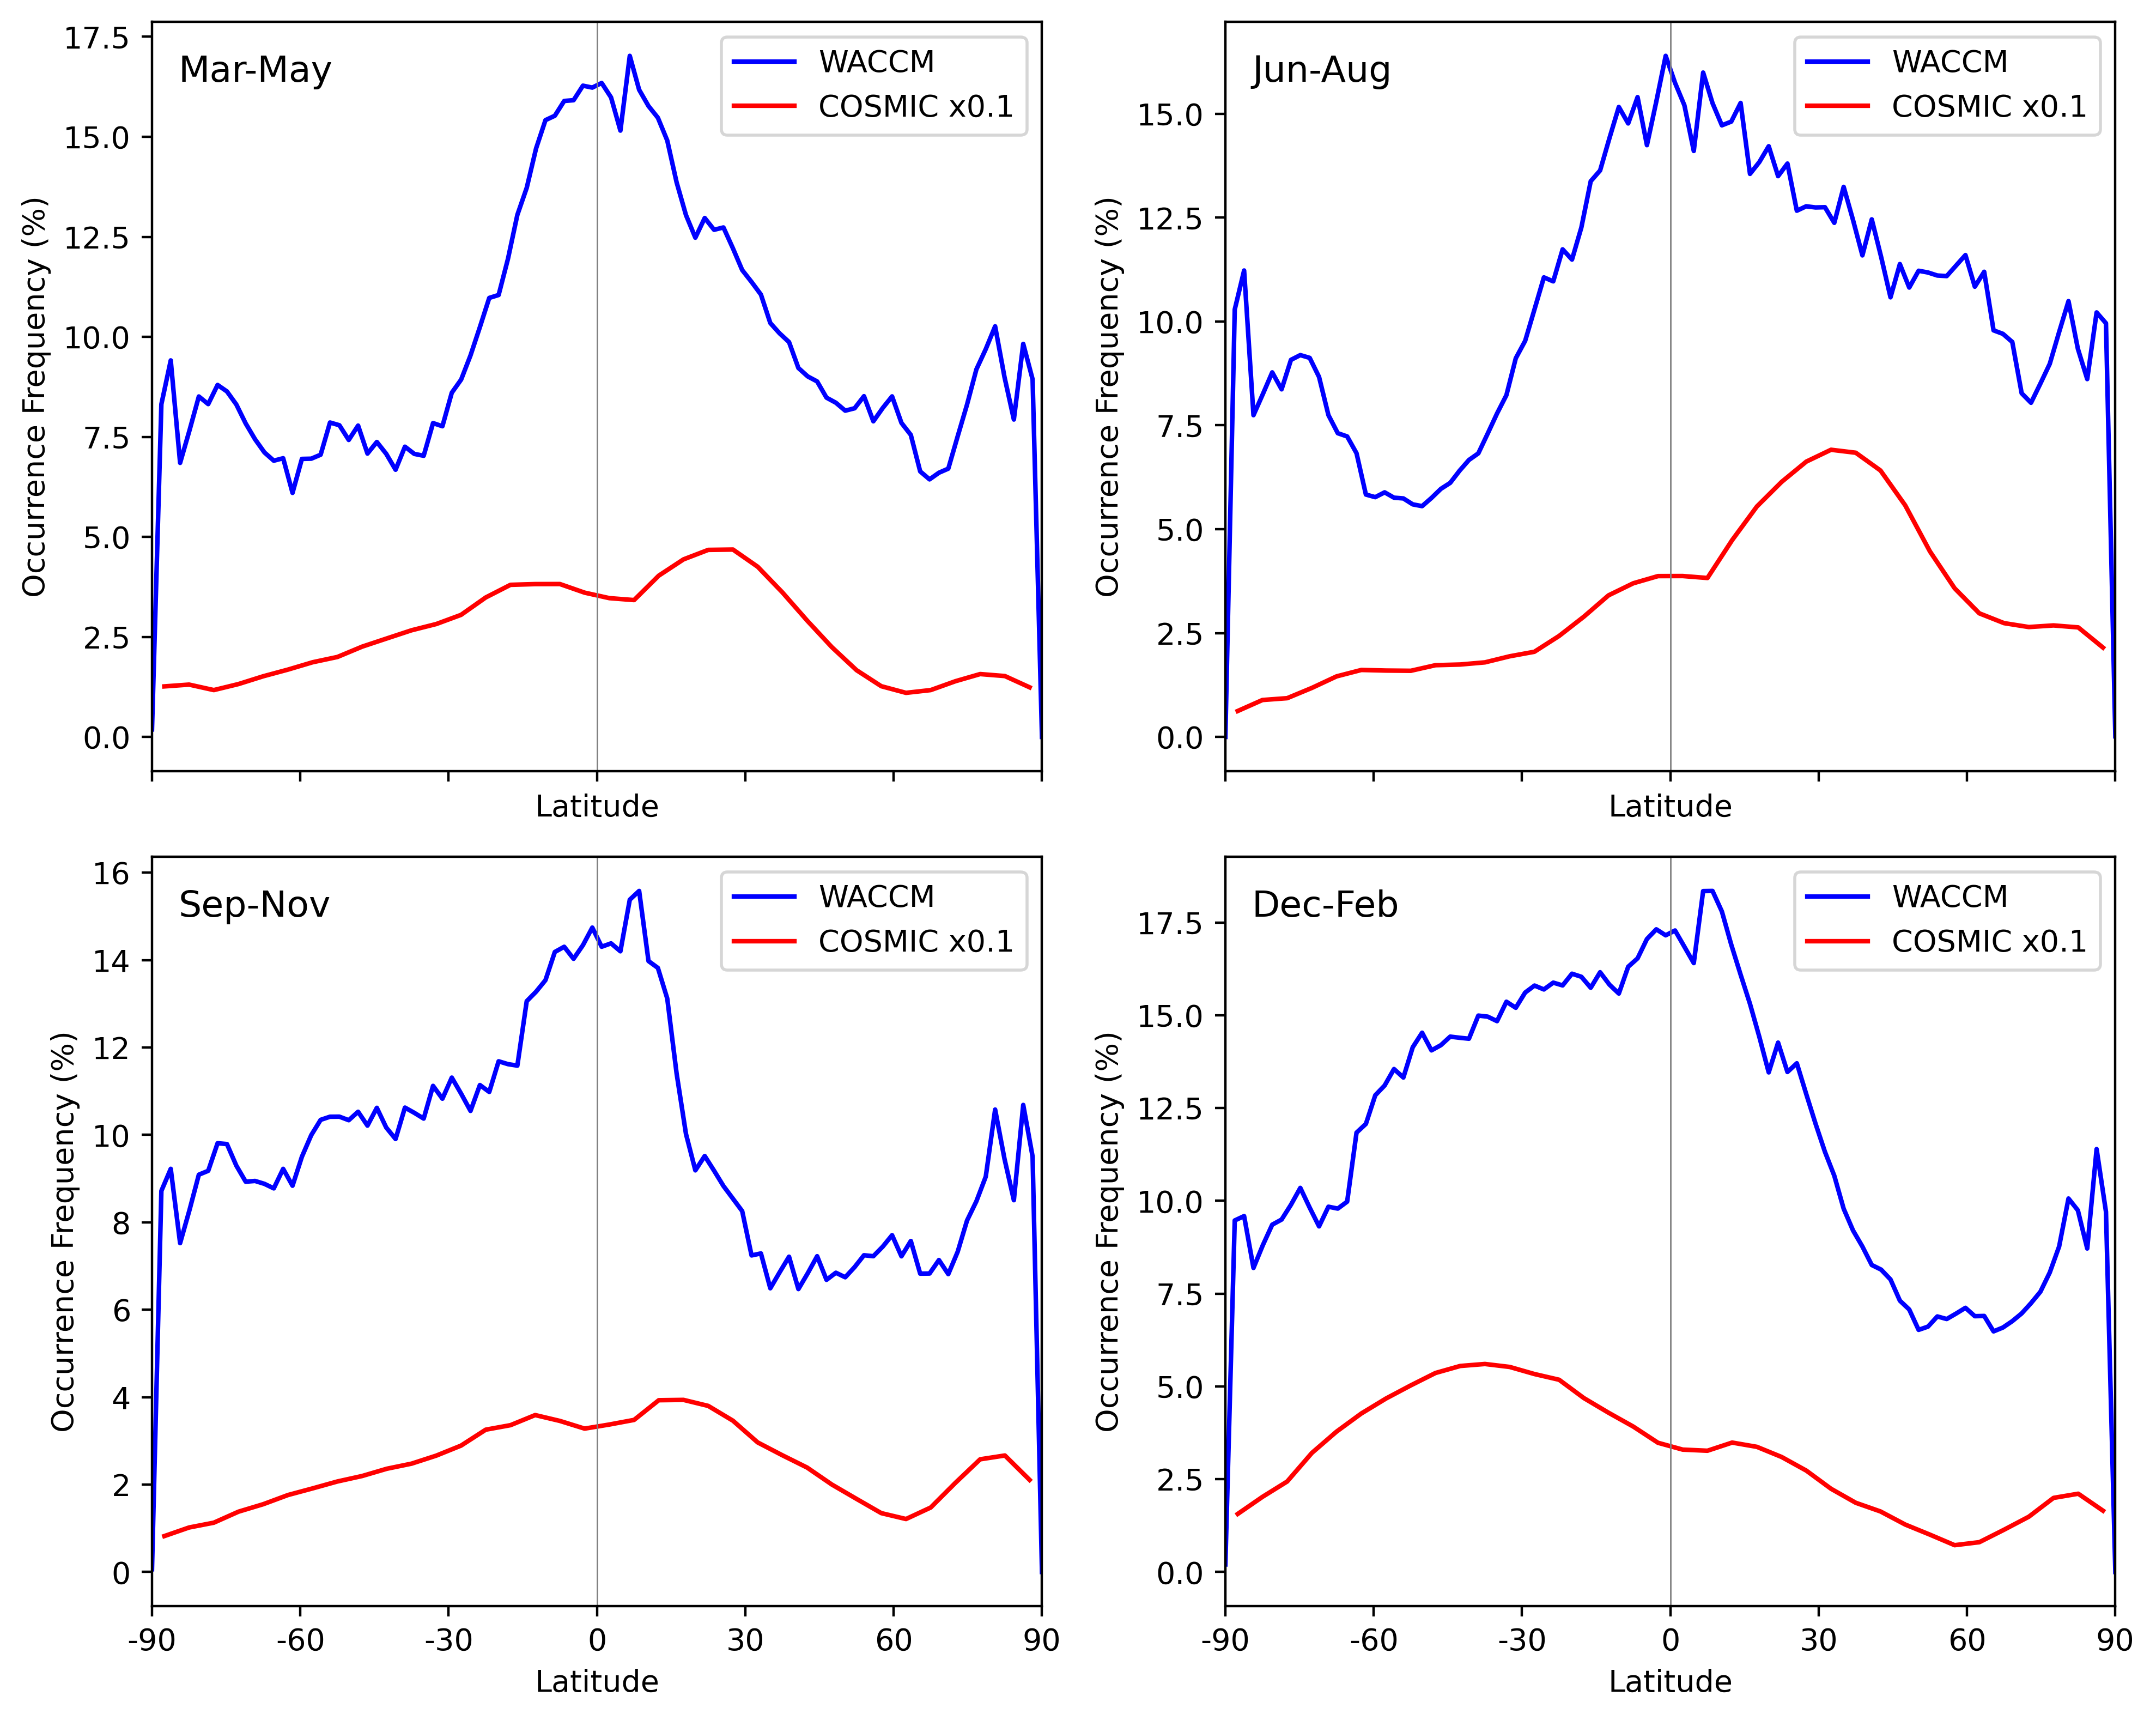 Mar-May
WACCM
COSMIC x0.1
Occurrence Frequency (%)
17.5
15.0
12.5
10.0
7.5
5.0
2.5
0.0
Latitude
Jun-Aug
WACCM
COSMIC x0.1
Occurrence Frequency (%)
15.0
12.5
10.0
7.5
5.0
2.5
0.0
Latitude
Sep-Nov
WACCM
COSMIC x0.1
Occurrence Frequency (%)
16
14
12
10
8
6
4
2
0
-90 -60 -30 0 30 60 90
Latitude
Dec-Feb
WACCM
COSMIC x0.1
Occurrence Frequency (%)
17.5
15.0
12.5
10.0
7.5
5.0
2.5
0.0
-90 -60 -30 0 30 60 90
Latitude